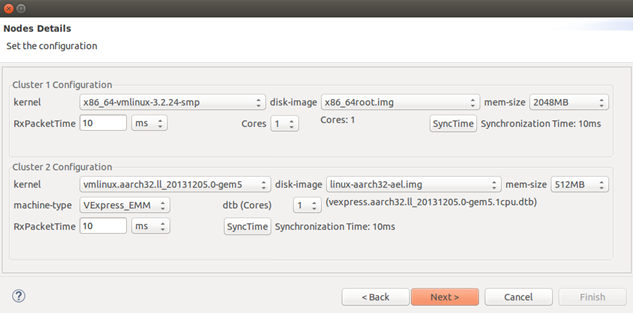 Nodes Details
Set the configuration
Cluster 1 Configuration
kernel x86_64-vmlinux-3.2.24-smp disk-image x86_64root.img mem-size 2048MB
RxPacketTime 10 ms Cores 1 Cores: 1 SyncTime Synchronization Time: 10ms
Cluster 2 Configuration
kernel vmlinux.aarch32.ll_20131205.0-gem5 disk-image linux-aarch32-ael.img mem-size 512MB
machine-type VExpress_EMM dtb (Cores) 1 (vexpress.aarch32.ll_20131205.0-gem5.1cpu.dtb)
RxPacketTime 10 ms SyncTime Synchronization Time: 10ms
? < Back Next > Cancel Finish